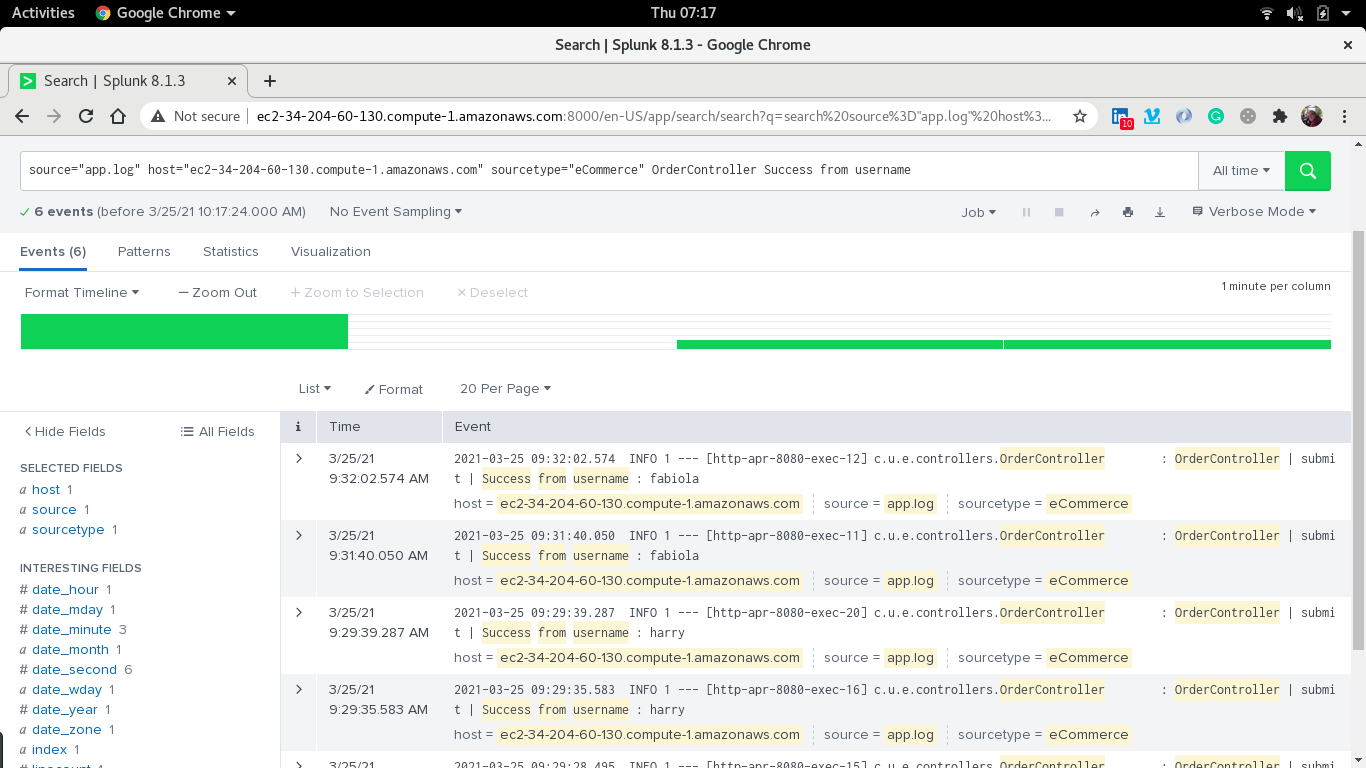 Activities Google Chrome Thu 07:17
Search | Splunk 8.1.3 - Google Chrome
Search | Splunk 8.1.3
Not secure ec2-34-204-60-130.compute-1.amazonaws.com:8000/en-US/app/search/search?q=search%20source%3D"app.log"%20host%3...
10
source="app.log" host="ec2-34-204-60-130.compute-1.amazonaws.com" sourcetype="eCommerce" OrderController Success from username All time
6 events (before 3/25/21 10:17:24.000 AM) No Event Sampling Job Verbose Mode
Events (6) Patterns Statistics Visualization
Format Timeline — Zoom Out + Zoom to Selection × Deselect 1 minute per column
List Format 20 Per Page
Hide Fields All Fields
SELECTED FIELDS
a host 1
a source 1
a sourcetype 1
INTERESTING FIELDS
# date_hour 1
# date_mday 1
# date_minute 3
a date_month 1
# date_second 6
a date_wday 1
# date_year 1
a date_zone 1
a index 1
# linecount 1
i Time Event
3/25/21 2021-03-25 09:32:02.574 INFO 1 --- [http-apr-8080-exec-12] c.u.e.controllers.OrderController : OrderController | submi
9:32:02.574 AM t | Success from username : fabiola
host = ec2-34-204-60-130.compute-1.amazonaws.com source = app.log sourcetype = eCommerce
3/25/21 2021-03-25 09:31:40.050 INFO 1 --- [http-apr-8080-exec-11] c.u.e.controllers.OrderController : OrderController | submi
9:31:40.050 AM t | Success from username : fabiola
host = ec2-34-204-60-130.compute-1.amazonaws.com source = app.log sourcetype = eCommerce
3/25/21 2021-03-25 09:29:39.287 INFO 1 --- [http-apr-8080-exec-20] c.u.e.controllers.OrderController : OrderController | submi
9:29:39.287 AM t | Success from username : harry
host = ec2-34-204-60-130.compute-1.amazonaws.com source = app.log sourcetype = eCommerce
3/25/21 2021-03-25 09:29:35.583 INFO 1 --- [http-apr-8080-exec-16] c.u.e.controllers.OrderController : OrderController | submi
9:29:35.583 AM t | Success from username : harry
host = ec2-34-204-60-130.compute-1.amazonaws.com source = app.log sourcetype = eCommerce
3/25/21 2021-03-25 09:29:28.495 INFO 1 --- [http-apr-8080-exec-15] c.u.e.controllers.OrderController : OrderController | submi